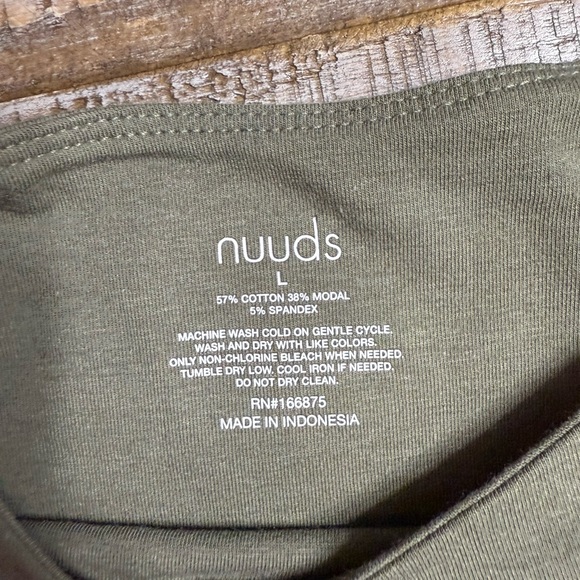 nuuds
L
57% COTTON 38% MODAL
5% SPANDEX
MACHINE WASH COLD ON GENTLE CYCLE,
WASH AND DRY WITH LIKE COLORS.
ONLY NON-CHLORINE BLEACH WHEN NEEDED.
TUMBLE DRY LOW. COOL IRON IF NEEDED.
DO NOT DRY CLEAN.
RN#166875
MADE IN INDONESIA